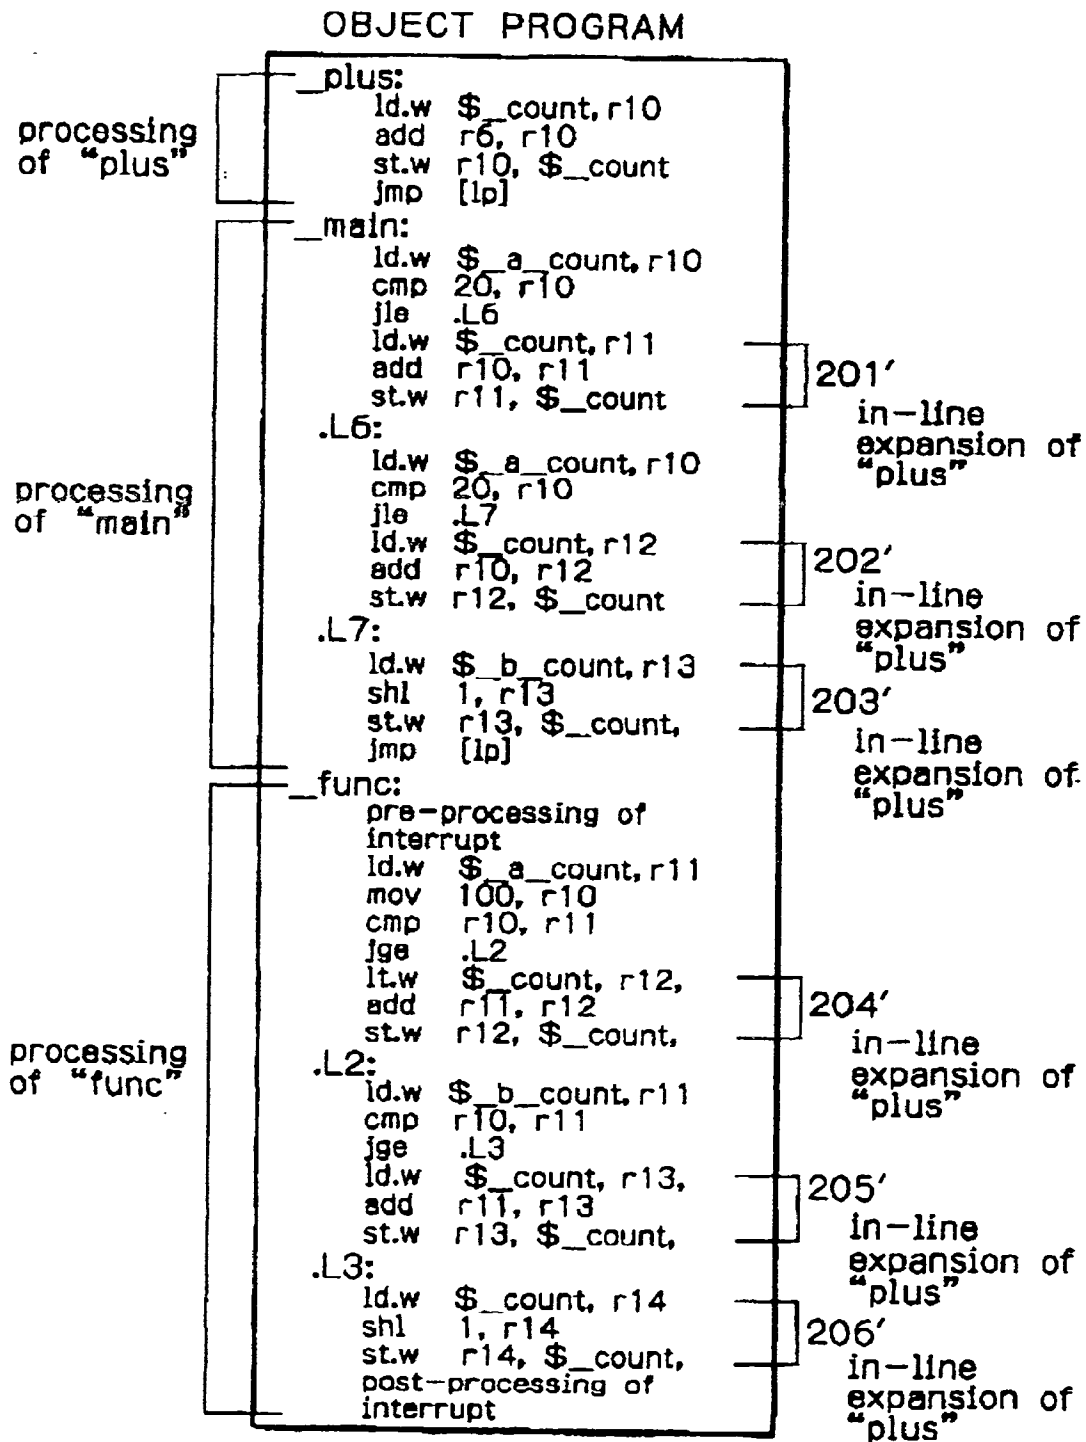 OBJECT PROGRAM
processing
of “plus”
_plus:
ld.w $_count, r10
add r6, r10
st.w r10, $_count
jmp [lp]
processing
of “main”
_main:
ld.w $_a_count, r10
cmp 20, r10
jle .L6
ld.w $_count, r11
add r10, r11
st.w r11, $_count
201′
in-line
expansion of
“plus”
.L6:
ld.w $_a_count, r10
cmp 20, r10
jle .L7
ld.w $_count, r12
add r10, r12
st.w r12, $_count
202′
in-line
expansion of
“plus”
.L7:
ld.w $_b_count, r13
shl 1, r13
st.w r13, $_count,
jmp [lp]
203′
in-line
expansion of
“plus”
processing
of “func”
_func:
pre-processing of
interrupt
ld.w $_a_count, r11
mov 100, r10
cmp r10, r11
jge .L2
lt.w $_count, r12,
add r11, r12
st.w r12, $_count,
204′
in-line
expansion of
“plus”
.L2:
ld.w $_b_count, r11
cmp r10, r11
jge .L3
ld.w $_count, r13,
add r11, r13
st.w r13, $_count,
205′
in-line
expansion of
“plus”
.L3:
ld.w $_count, r14
shl 1, r14
st.w r14, $_count,
post-processing of
interrupt
206′
in-line
expansion of
“plus”